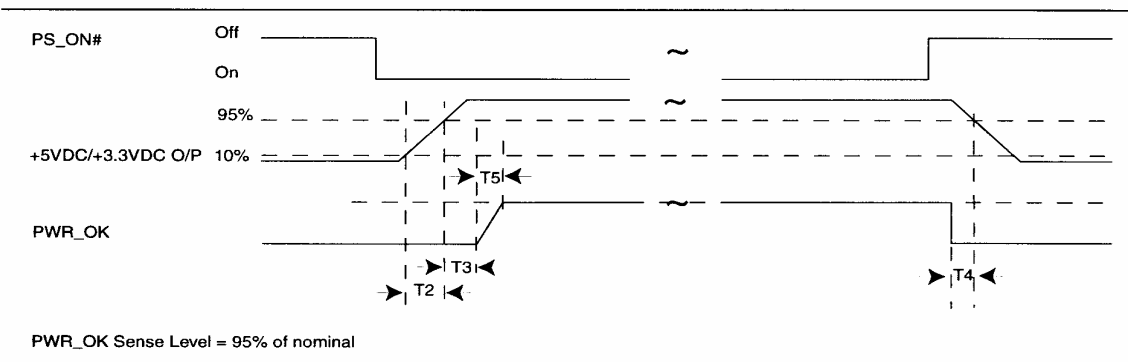 PS_ON#
Off
On
95%
+5VDC/+3.3VDC O/P 10%
T5
PWR_OK
T3
T2
T4
PWR_OK Sense Level = 95% of nominal